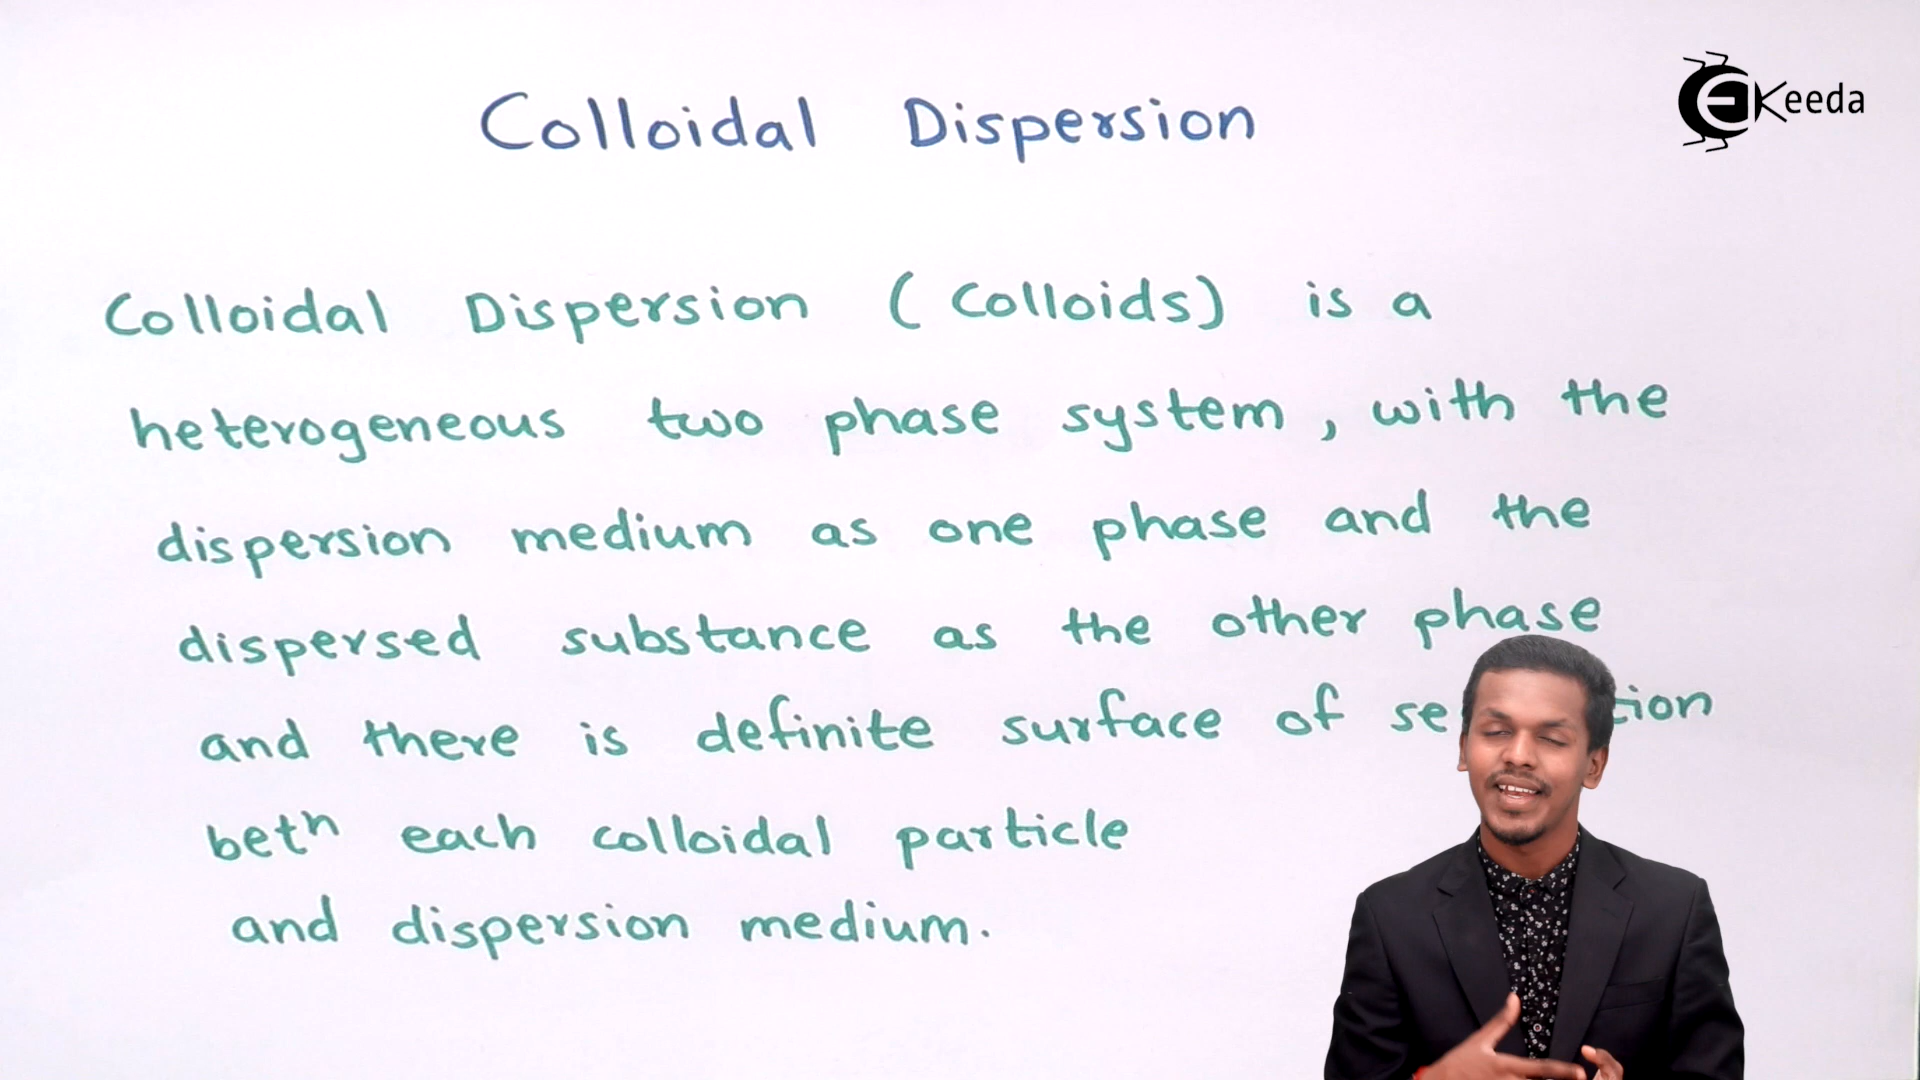 Colloidal Dispersion
Keeda
Colloidal Dispersion (Colloids) is a
heterogeneous two phase system, with the
dispersion medium as one phase and the
dispersed substance as the other phase
and there is definite surface of
betn each colloidal particle
and dispersion medium.